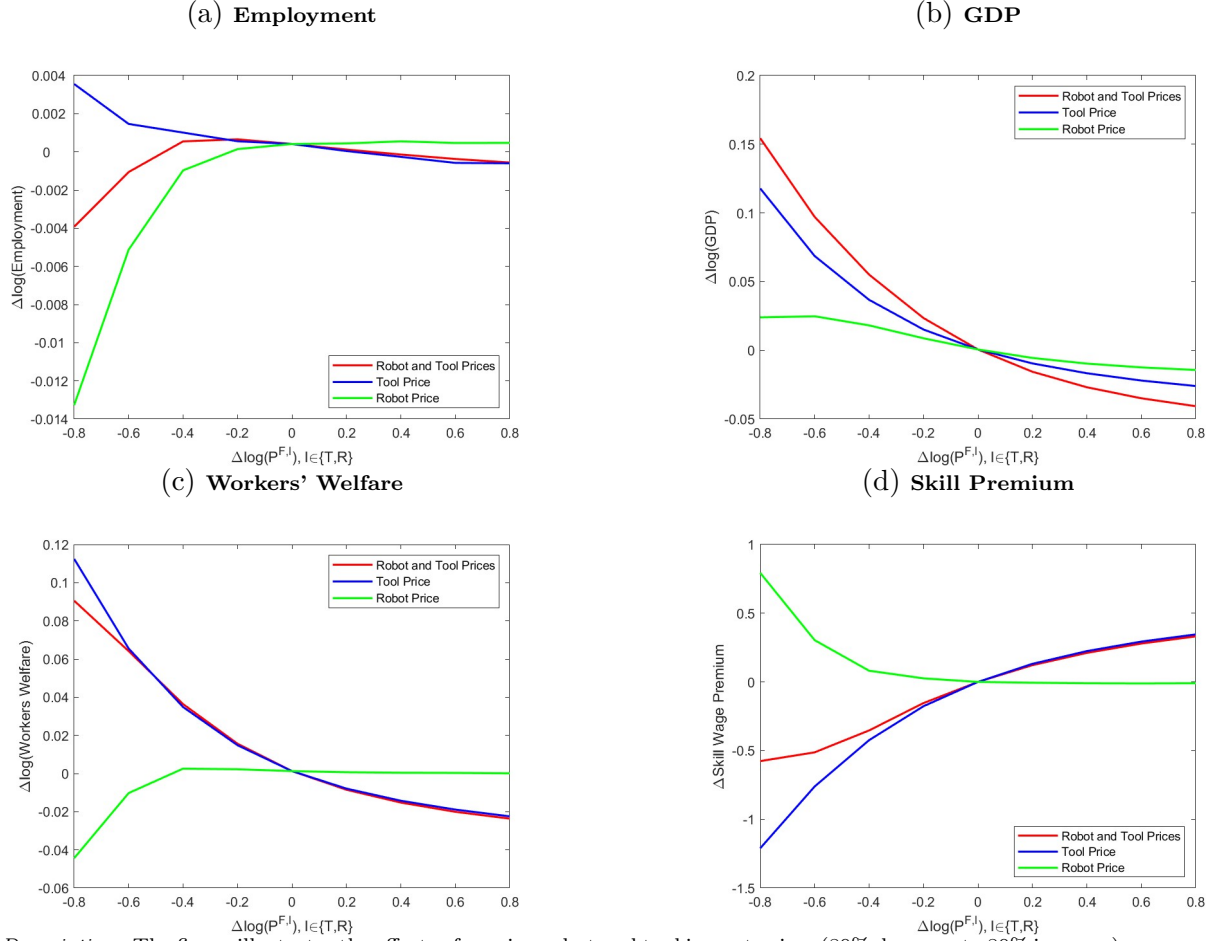 (a) Employment
0.004
0.002
0
-0.002
-0.004
-0.006
-0.008
-0.01
-0.012
-0.014
Δlog(Employment)
Robot and Tool Prices
Tool Price
Robot Price
-0.8 -0.6 -0.4 -0.2 0 0.2 0.4 0.6 0.8
Δlog(P^{F,I}), I∈{T,R}
(b) GDP
0.2
0.15
0.1
0.05
0
-0.05
Δlog(GDP)
Robot and Tool Prices
Tool Price
Robot Price
-0.8 -0.6 -0.4 -0.2 0 0.2 0.4 0.6 0.8
Δlog(P^{F,I}), I∈{T,R}
(c) Workers' Welfare
0.12
0.1
0.08
0.06
0.04
0.02
0
-0.02
-0.04
-0.06
Δlog(Workers Welfare)
Robot and Tool Prices
Tool Price
Robot Price
-0.8 -0.6 -0.4 -0.2 0 0.2 0.4 0.6 0.8
Δlog(P^{F,I}), I∈{T,R}
(d) Skill Premium
1
0.5
0
-0.5
-1
-1.5
ΔSkill Wage Premium
Robot and Tool Prices
Tool Price
Robot Price
-0.8 -0.6 -0.4 -0.2 0 0.2 0.4 0.6 0.8
Δlog(P^{F,I}), I∈{T,R}